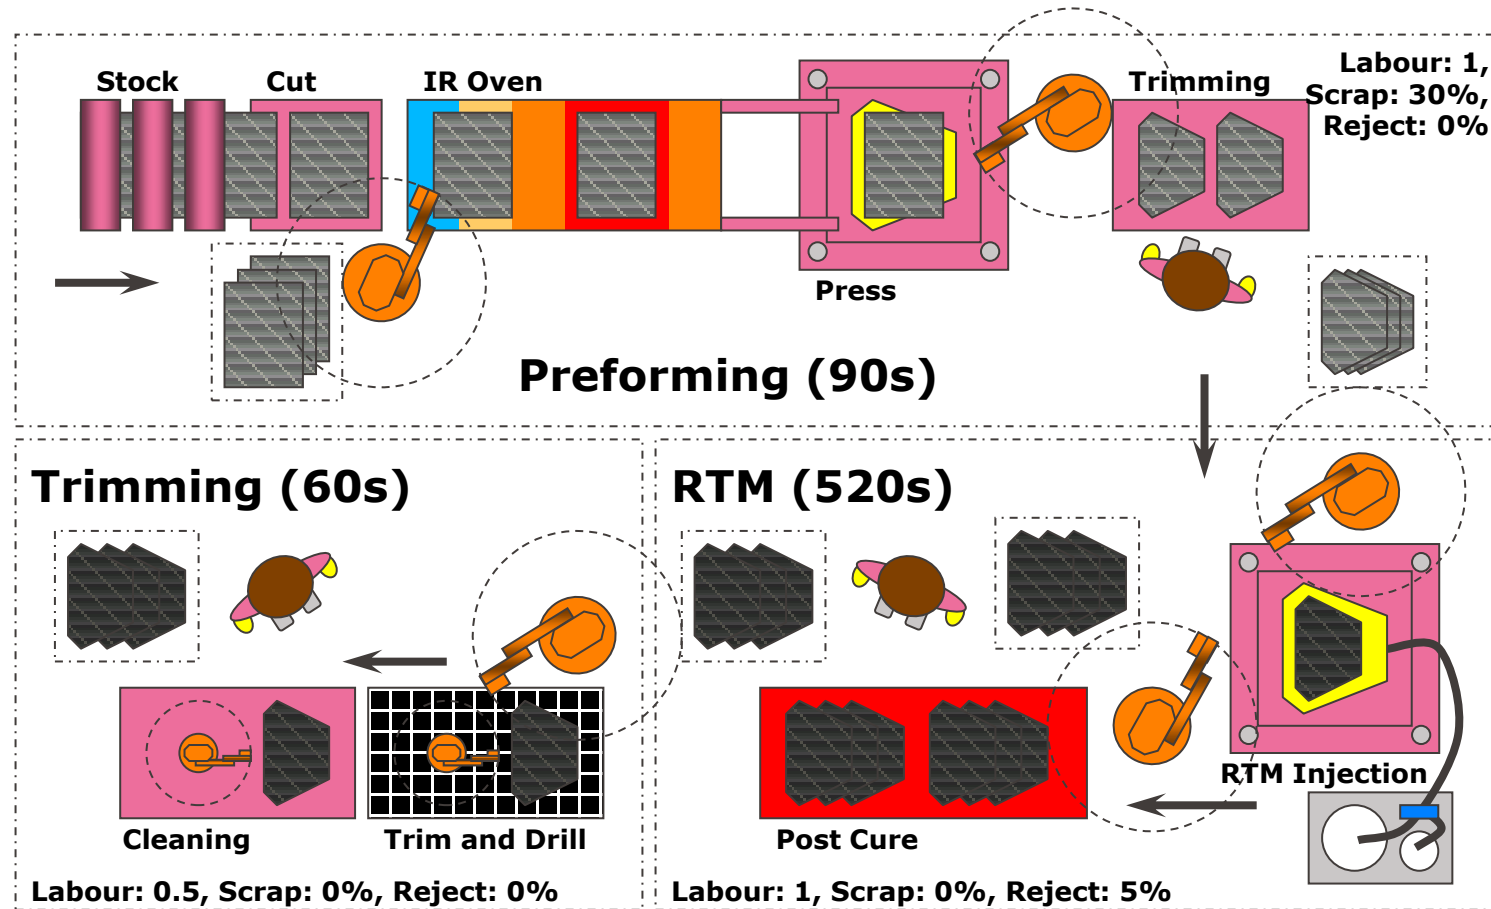 Stock
Cut
IR Oven
Trimming
Labour: 1,
Scrap: 30%,
Reject: 0%
Press
Preforming (90s)
Trimming (60s)
RTM (520s)
RTM Injection
Cleaning
Trim and Drill
Post Cure
Labour: 0.5, Scrap: 0%, Reject: 0%
Labour: 1, Scrap: 0%, Reject: 5%